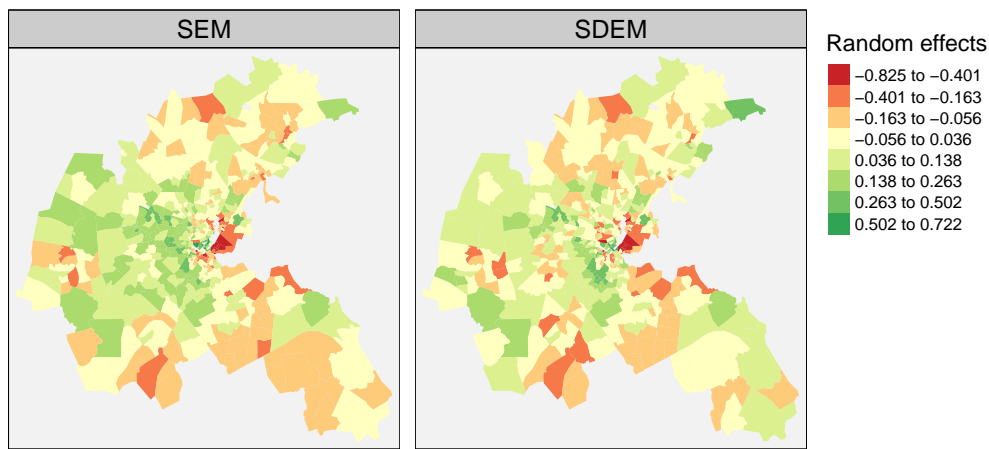 SEM
SDEM
Random effects
−0.825 to −0.401
−0.401 to −0.163
−0.163 to −0.056
−0.056 to 0.036
0.036 to 0.138
0.138 to 0.263
0.263 to 0.502
0.502 to 0.722